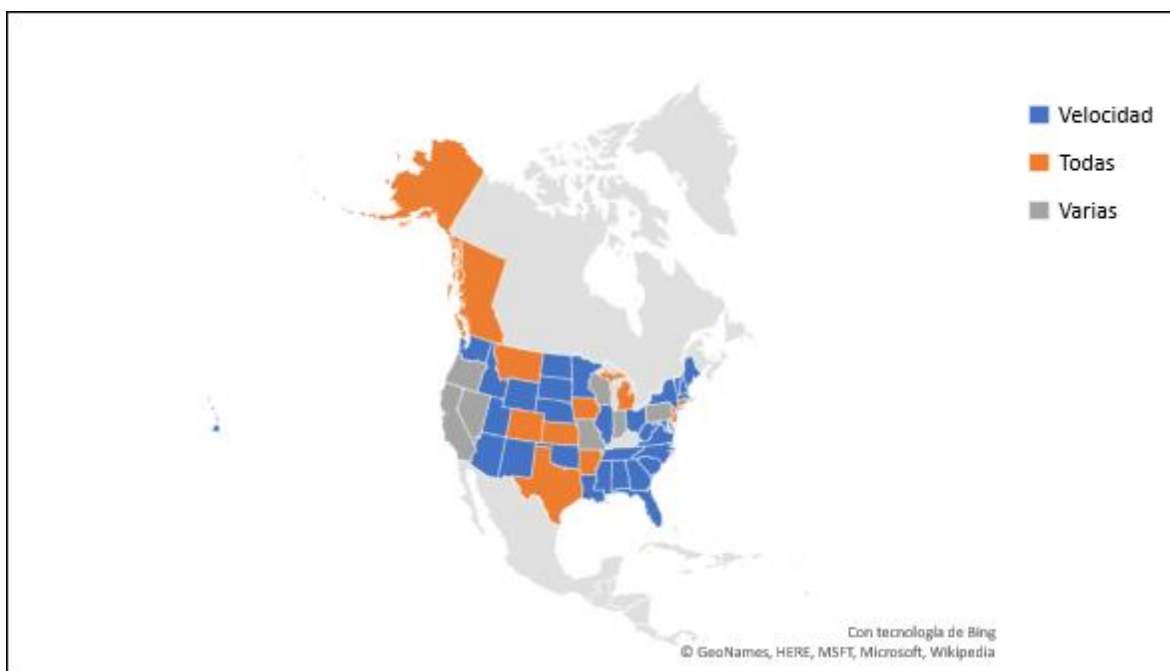 Velocidad
Todas
Varias
Con tecnología de Bing
© GeoNames, HERE, MSFT, Microsoft, Wikipedia